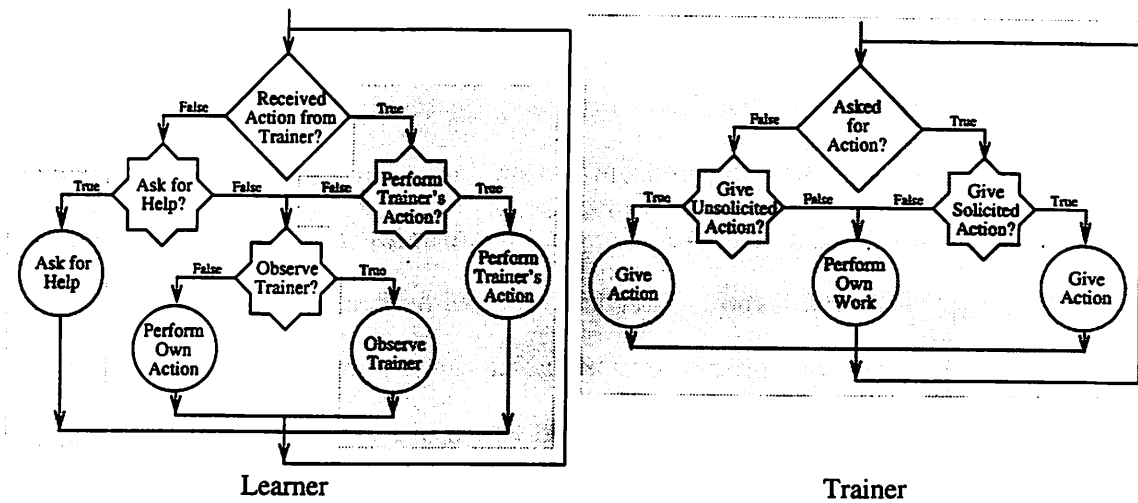 Received
Action from
Trainer?
False
True
Ask for
Help?
True
False
False
Perform
Trainer's
Action?
True
Ask for
Help
False
Observe
Trainer?
True
Perform
Trainer's
Action
Perform
Own
Action
Observe
Trainer
Learner
Asked
for
Action?
False
True
Give
Unsolicited
Action?
True
False
False
Give
Solicited
Action?
True
Give
Action
Perform
Own
Work
Give
Action
Trainer